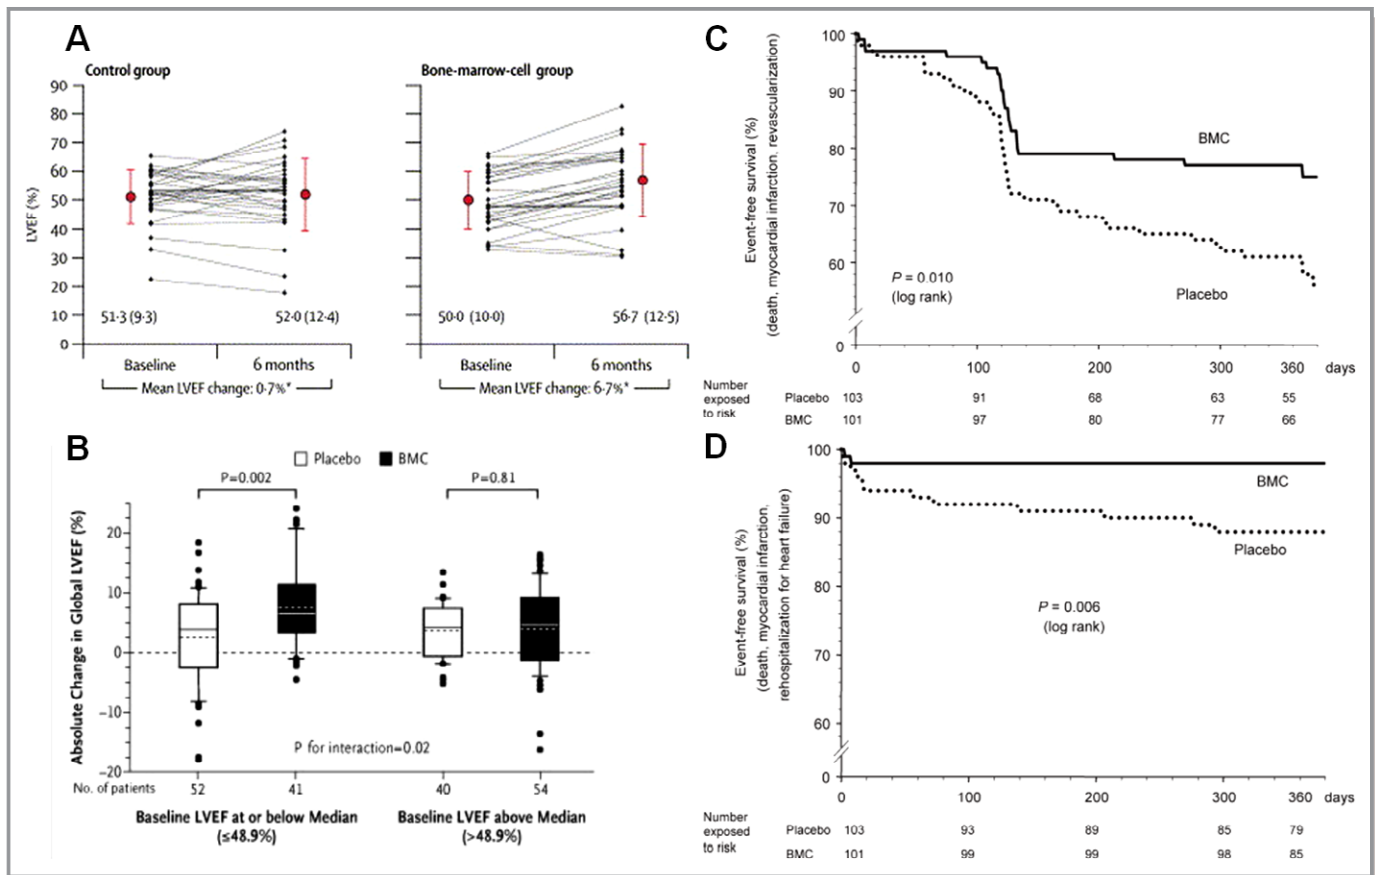 A
Control group
Bone-marrow-cell group
LVEF (%)
90
80
70
60
50
40
30
20
10
0
51·3 (9·3)
52·0 (12·4)
50·0 (10·0)
56·7 (12·5)
Baseline
6 months
Baseline
6 months
Mean LVEF change: 0·7%*
Mean LVEF change: 6·7%*
B
Placebo
BMC
P=0.002
P=0.81
Absolute Change in Global LVEF (%)
20
10
0
−10
−20
P for interaction=0.02
No. of patients
52
41
40
54
Baseline LVEF at or below Median
(≤48.9%)
Baseline LVEF above Median
(>48.9%)
C
Event-free survival (%)
(death, myocardial infarction, revascularization)
100
90
80
70
60
0
BMC
Placebo
P = 0.010
(log rank)
0
100
200
300
360
days
Number
exposed
to risk
Placebo 103 91 68 63 55
BMC 101 97 80 77 66
D
Event-free survival (%)
(death, myocardial infarction,
rehospitalization for heart failure)
100
90
80
70
60
0
BMC
Placebo
P = 0.006
(log rank)
0
100
200
300
360
days
Number
exposed
to risk
Placebo 103 93 89 85 79
BMC 101 99 99 98 85